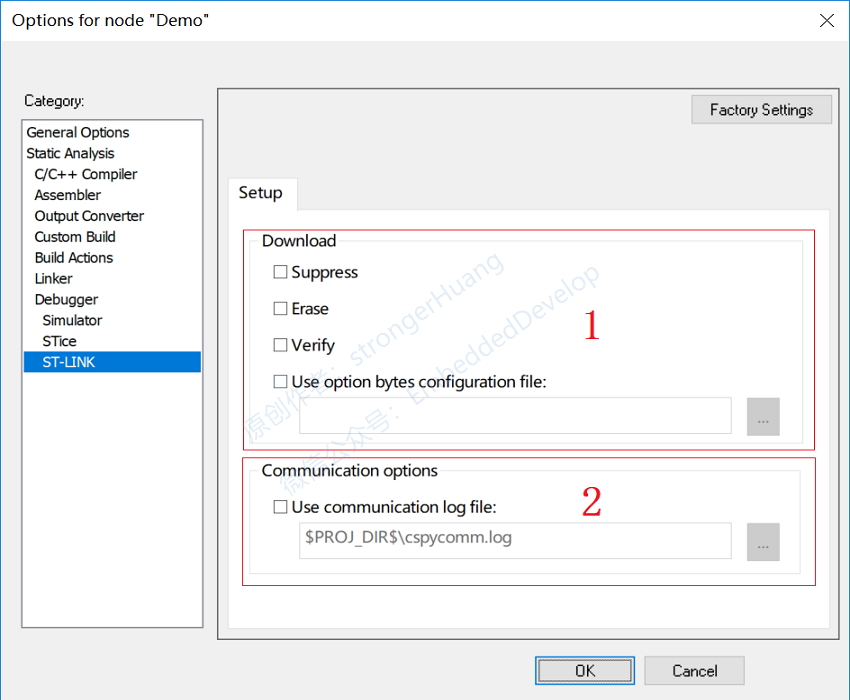 Options for node "Demo"
Category:
Factory Settings
General Options
Static Analysis
C/C++ Compiler
Assembler
Output Converter
Custom Build
Build Actions
Linker
Debugger
Simulator
STice
ST-LINK
Setup
Download
Suppress
Erase
Verify
Use option bytes configuration file:
...
1
Communication options
Use communication log file:
$PROJ_DIR$\cspycomm.log
...
2
原创作者：strongerHuang
微信公众号：EmbeddedDevelop
OK
Cancel